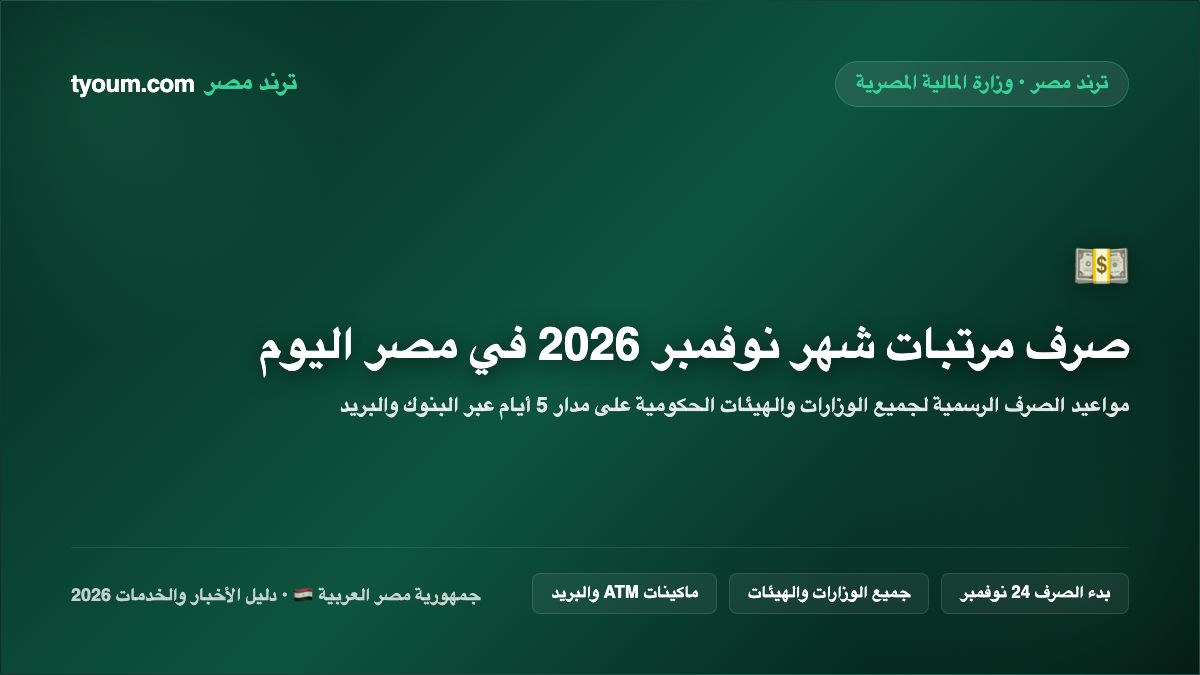 ترند مصر • وزارة المالية المصرية
ترند مصر tyoum.com
صرف مرتبات شهر نوفمبر 2026 في مصر اليوم
مواعيد الصرف الرسمية لجميع الوزارات والهيئات الحكومية على مدار 5 أيام عبر البنوك والبريد
بدء الصرف 24 نوفمبر
جميع الوزارات والهيئات
ماكينات ATM والبريد
جمهورية مصر العربية 🇪🇬 • دليل الأخبار والخدمات 2026